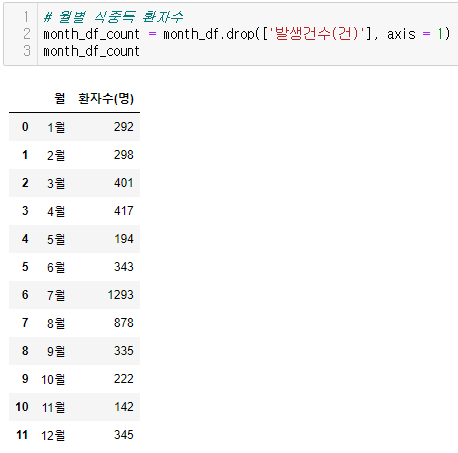 1 # 월별 식중독 환자수
2 month_df_count = month_df.drop(['발생건수(건)'], axis = 1)
3 month_df_count
월 환자수(명)
0 1월 292
1 2월 298
2 3월 401
3 4월 417
4 5월 194
5 6월 343
6 7월 1293
7 8월 878
8 9월 335
9 10월 222
10 11월 142
11 12월 345